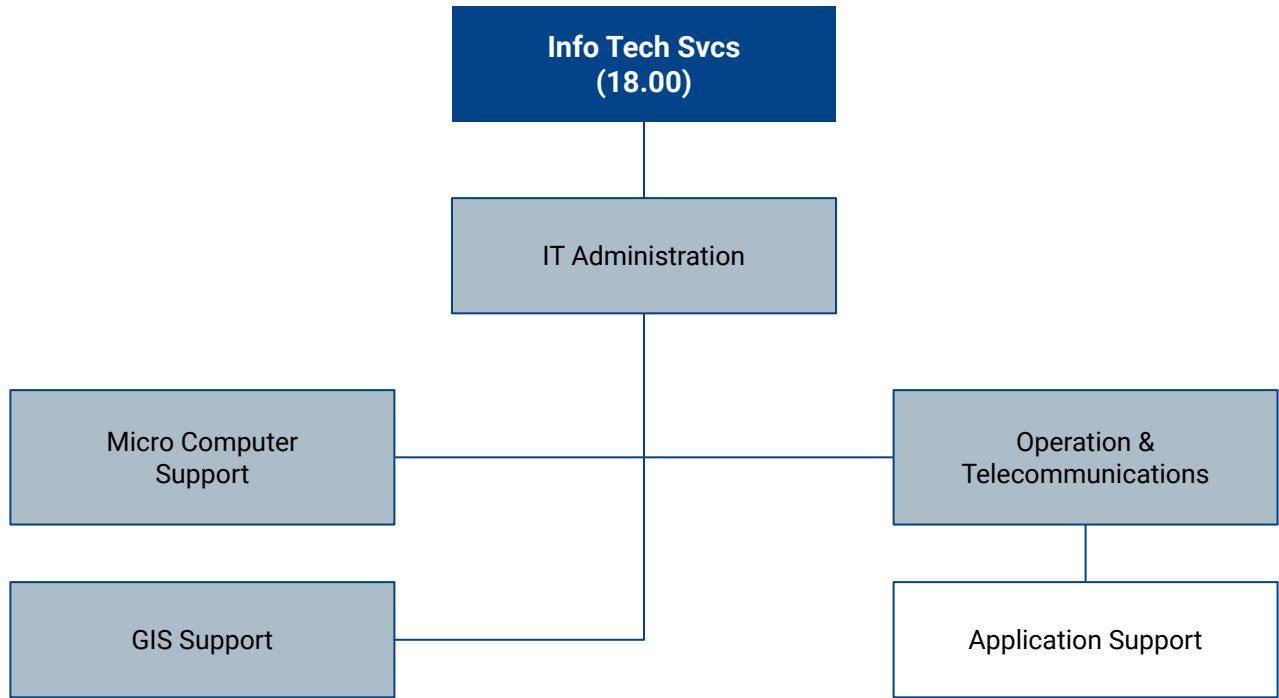 Info Tech Svcs
(18.00)
IT Administration
Micro Computer
Support
Operation &
Telecommunications
GIS Support
Application Support